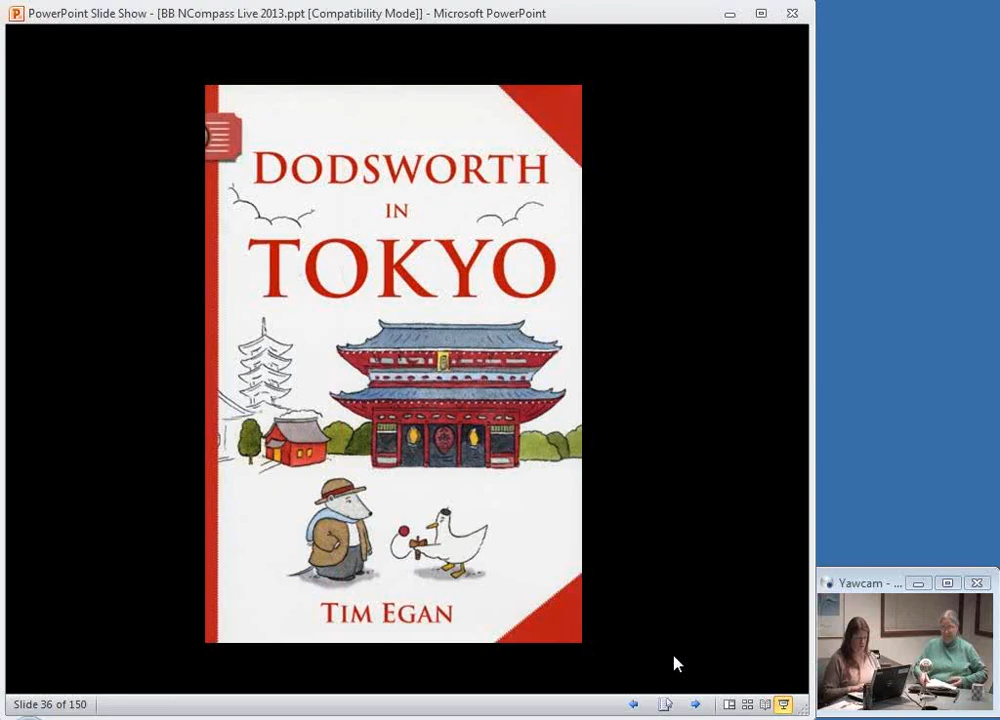 PowerPoint Slide Show - [BB NCompass Live 2013.ppt [Compatibility Mode]] - Microsoft PowerPoint
DODSWORTH
IN
TOKYO
TIM EGAN
Yawcam - ...
Slide 36 of 150